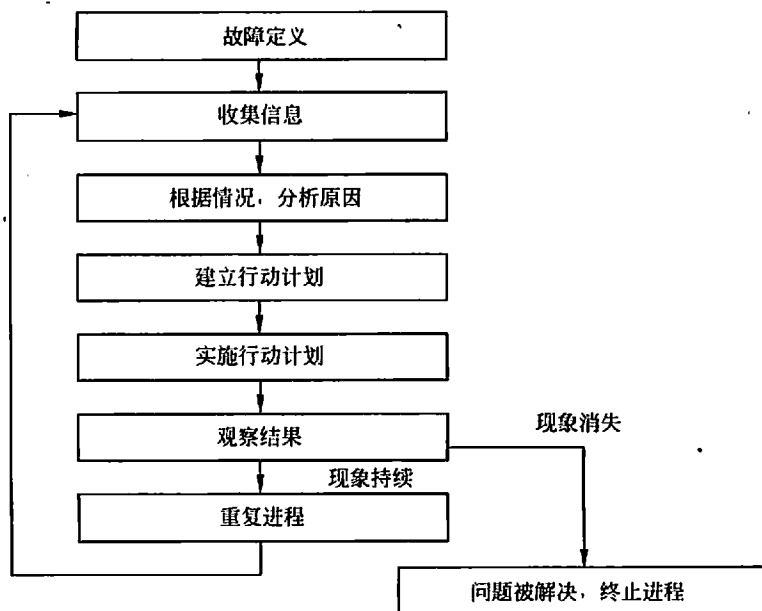 故障定义
收集信息
根据情况，分析原因
建立行动计划
实施行动计划
观察结果
现象消失
现象持续
重复进程
问题被解决，终止进程